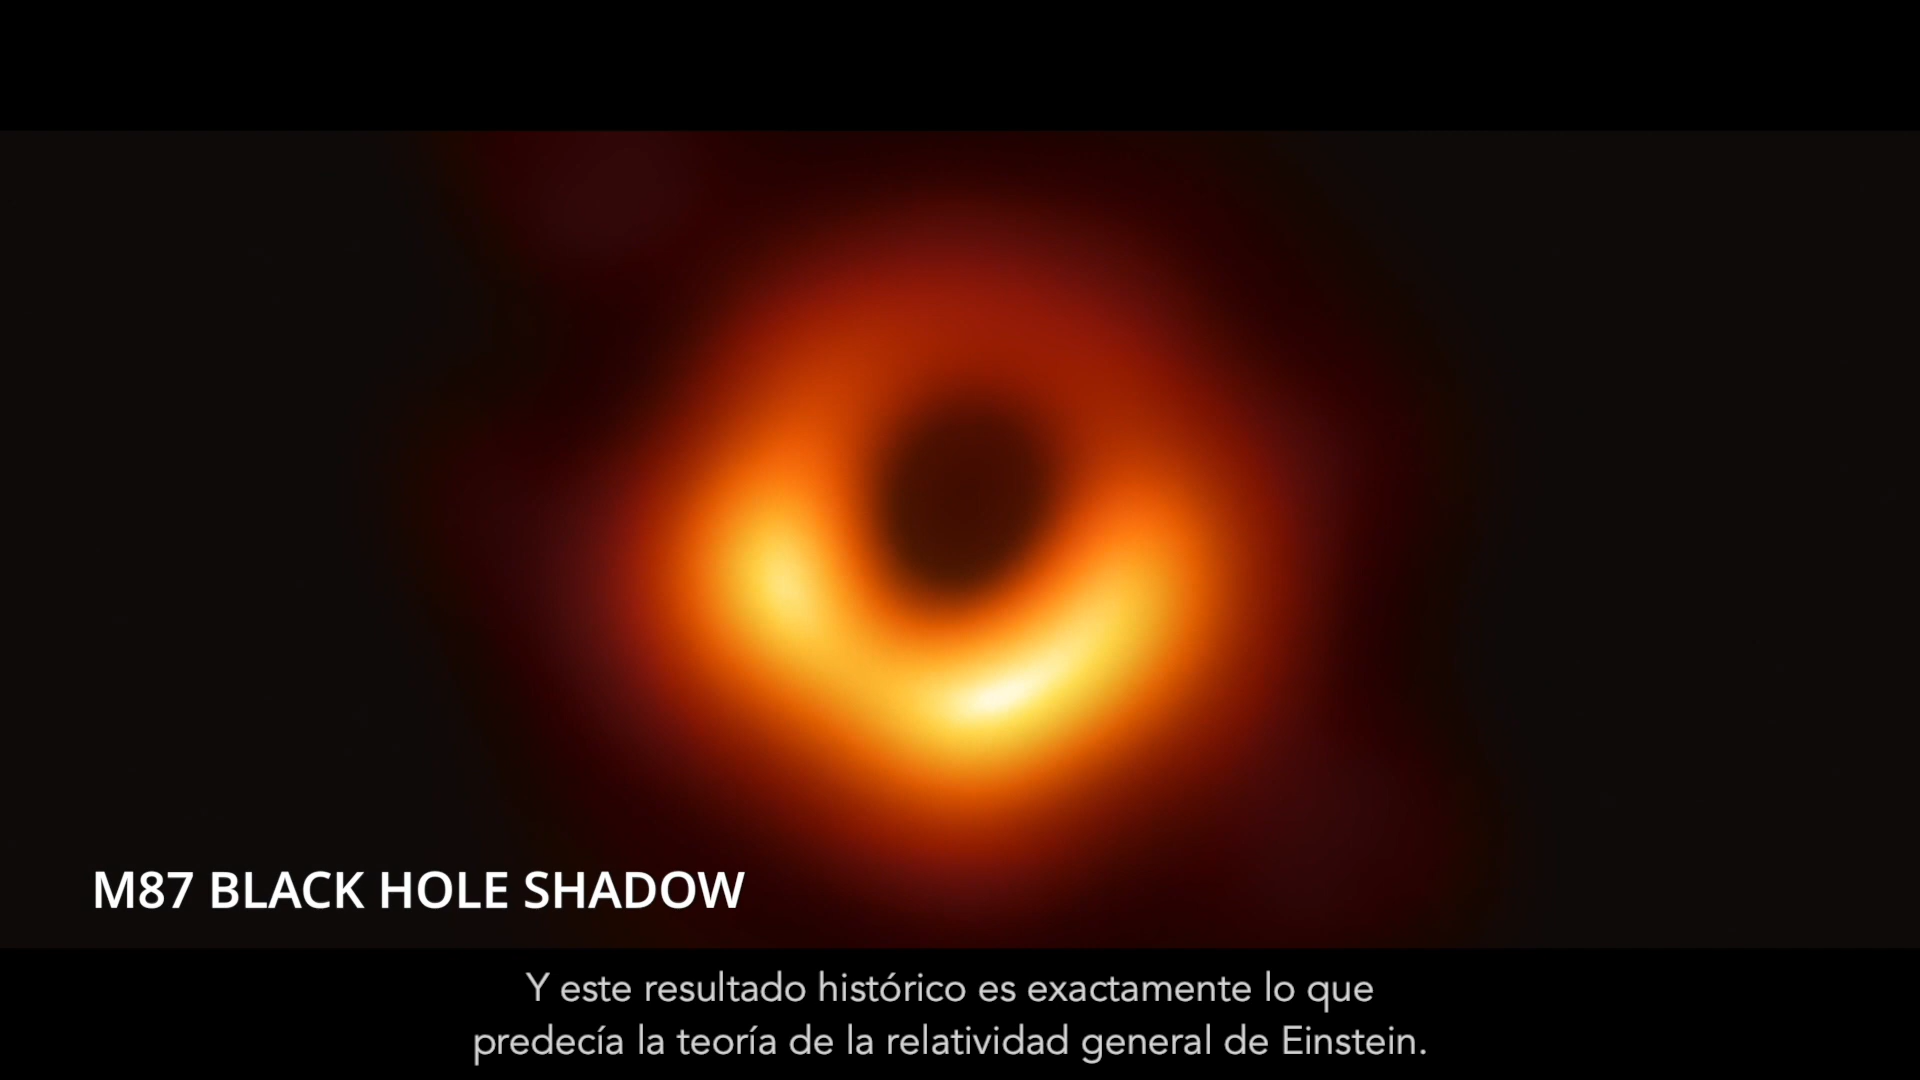 M87 BLACK HOLE SHADOW
Y este resultado histórico es exactamente lo que
predecía la teoría de la relatividad general de Einstein.